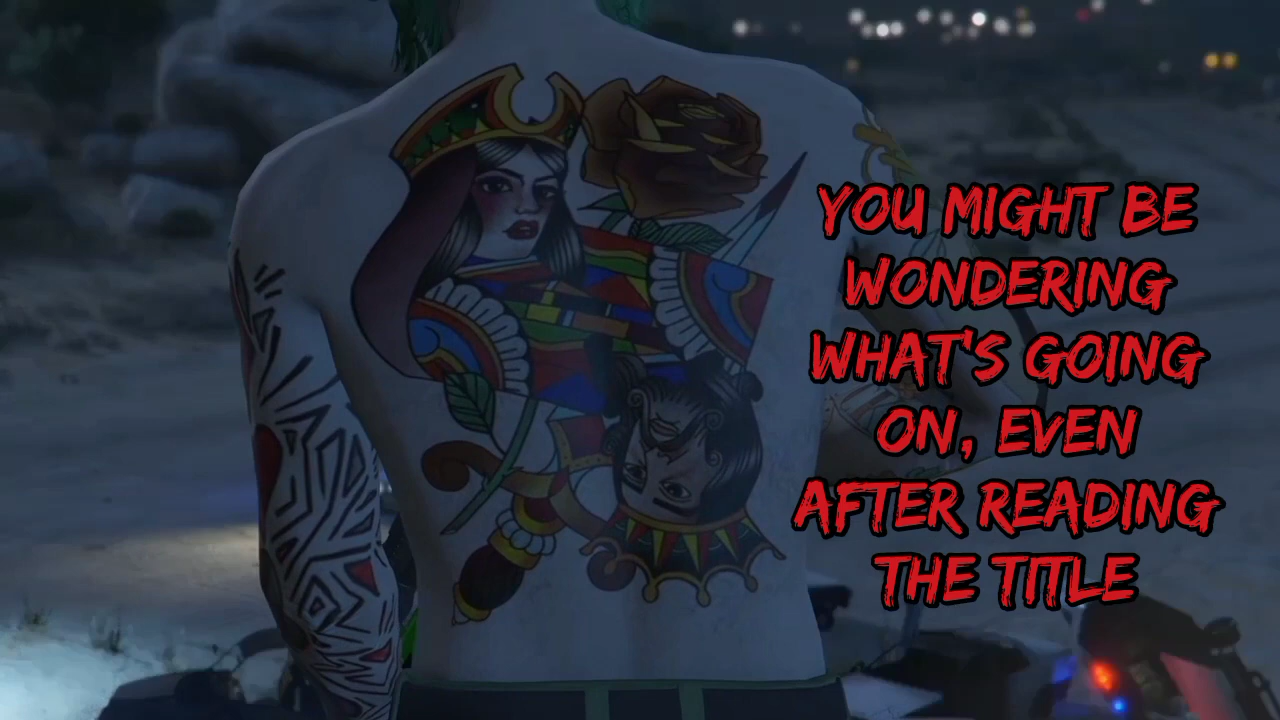 YOU MIGHT BE
WONDERING
WHAT'S GOING
ON, EVEN
AFTER READING
THE TITLE